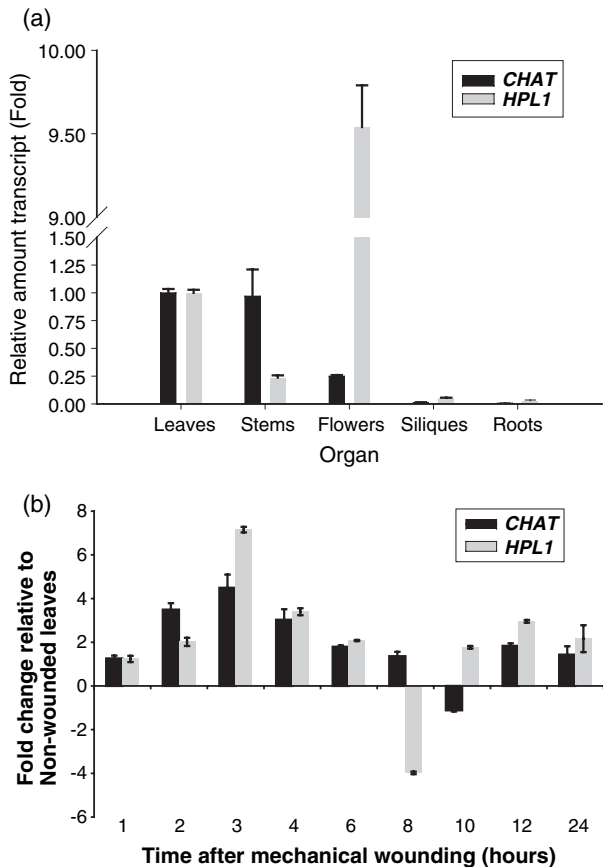 (a)
10.00
9.50
9.00
1.50
1.25
1.00
0.75
0.50
0.25
0.00
Relative amount transcript (Fold)
CHAT
HPL1
Leaves Stems Flowers Siliques Roots
Organ
(b)
8
6
4
2
0
-2
-4
-6
Fold change relative to
Non-wounded leaves
CHAT
HPL1
1 2 3 4 6 8 10 12 24
Time after mechanical wounding (hours)